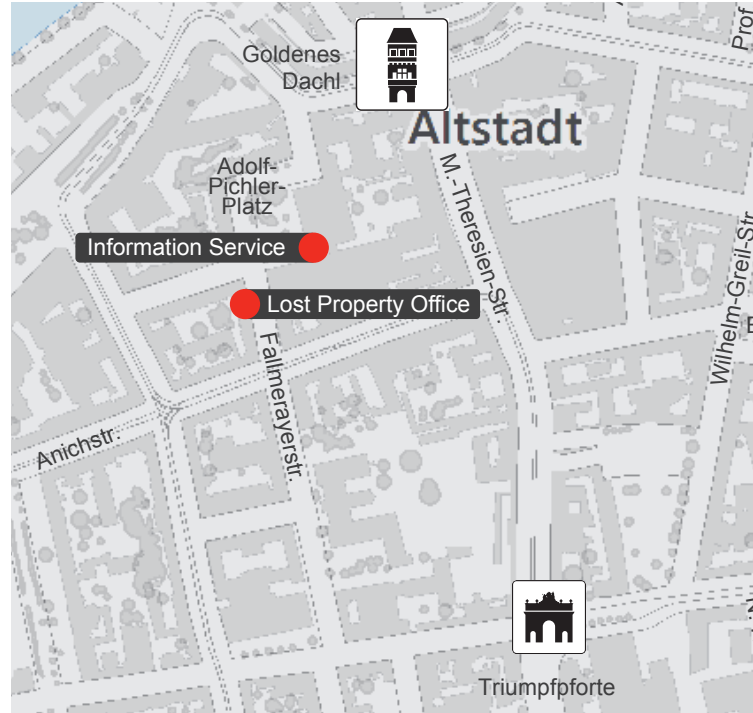 Goldenes
Dachl
Prof
Altstadt
Adolf-
Pichler-
Platz
M.-Theresien-Str.
Information Service
Wilhelm-Greil-Str.
Lost Property Office
Fallmerayerstr.
Anichstr.
Triumpfpforte